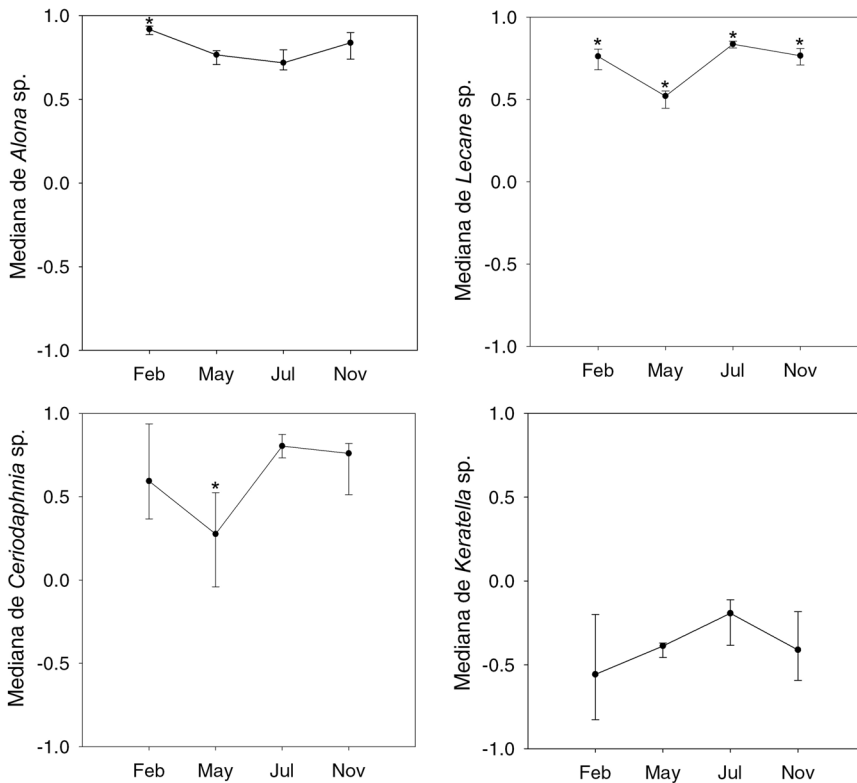 Mediana de Alona sp.
1.0
0.5
0.0
-0.5
-1.0
*
Feb May Jul Nov
Mediana de Lecane sp.
1.0
0.5
0.0
-0.5
-1.0
* * * *
Feb May Jul Nov
Mediana de Ceriodaphnia sp.
1.0
0.5
0.0
-0.5
-1.0
*
Feb May Jul Nov
Mediana de Keratella sp.
1.0
0.5
0.0
-0.5
-1.0
Feb May Jul Nov